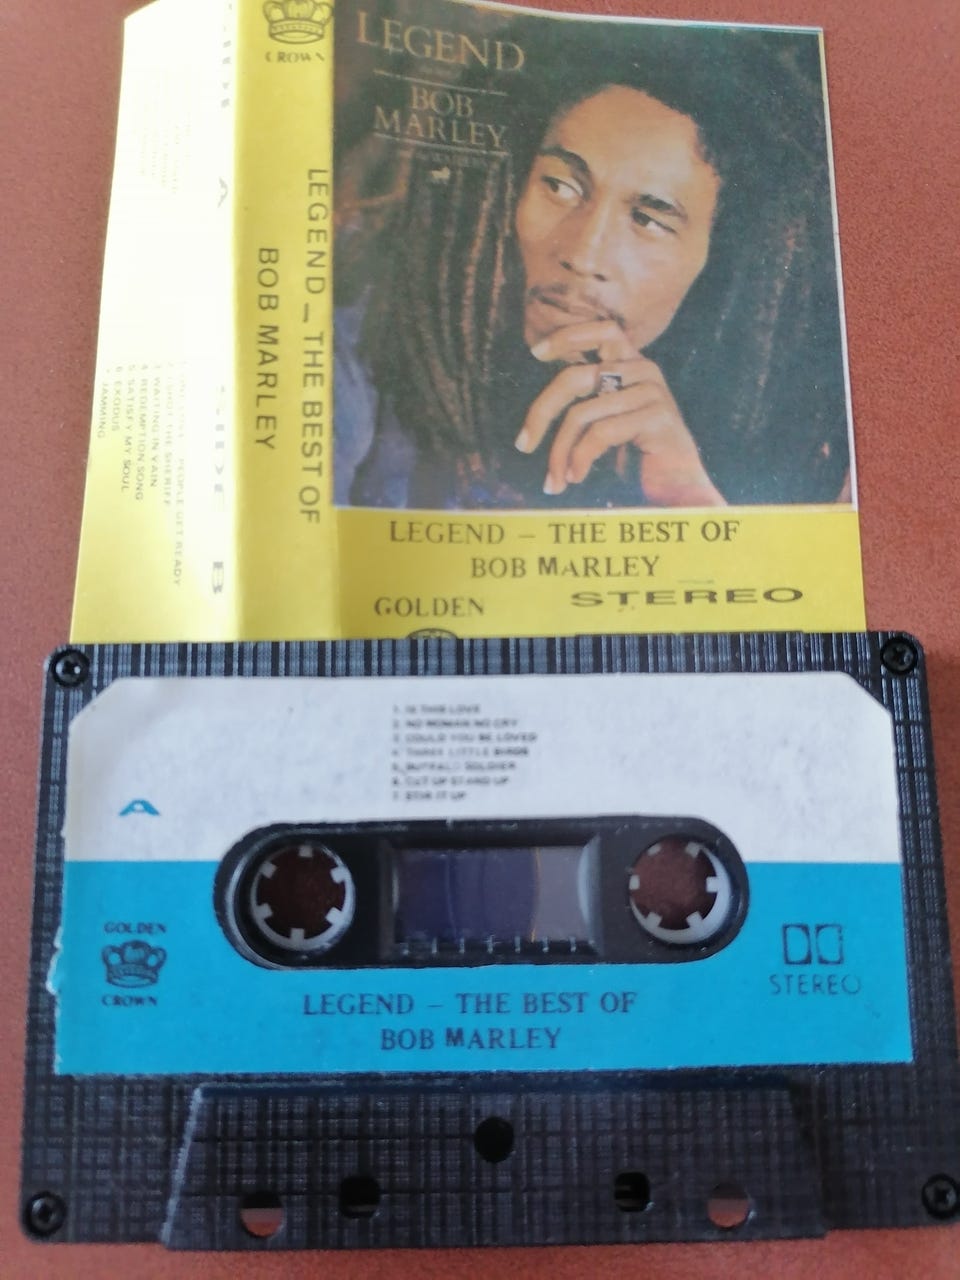 CROWN
LEGEND
BOB
MARLEY
LEGEND – THE BEST OF
BOB MARLEY
A
B
PEOPLE GET READY
SHOT THE SHERIFF
WAITING IN VAIN
4 REDEMPTION SONG
5 SATISFY MY SOUL
6 EXODUS
JAMMING
LEGEND – THE BEST OF
BOB MARLEY
GOLDEN
STEREO
1. IS THIS LOVE
2. NO WOMAN NO CRY
3. COULD YOU BE LOVED
4. THREE LITTLE BIRDS
5. BUFFALO SOLDIER
6. GET UP STAND UP
7. STIR IT UP
A
GOLDEN
CROWN
STEREO
LEGEND – THE BEST OF
BOB MARLEY